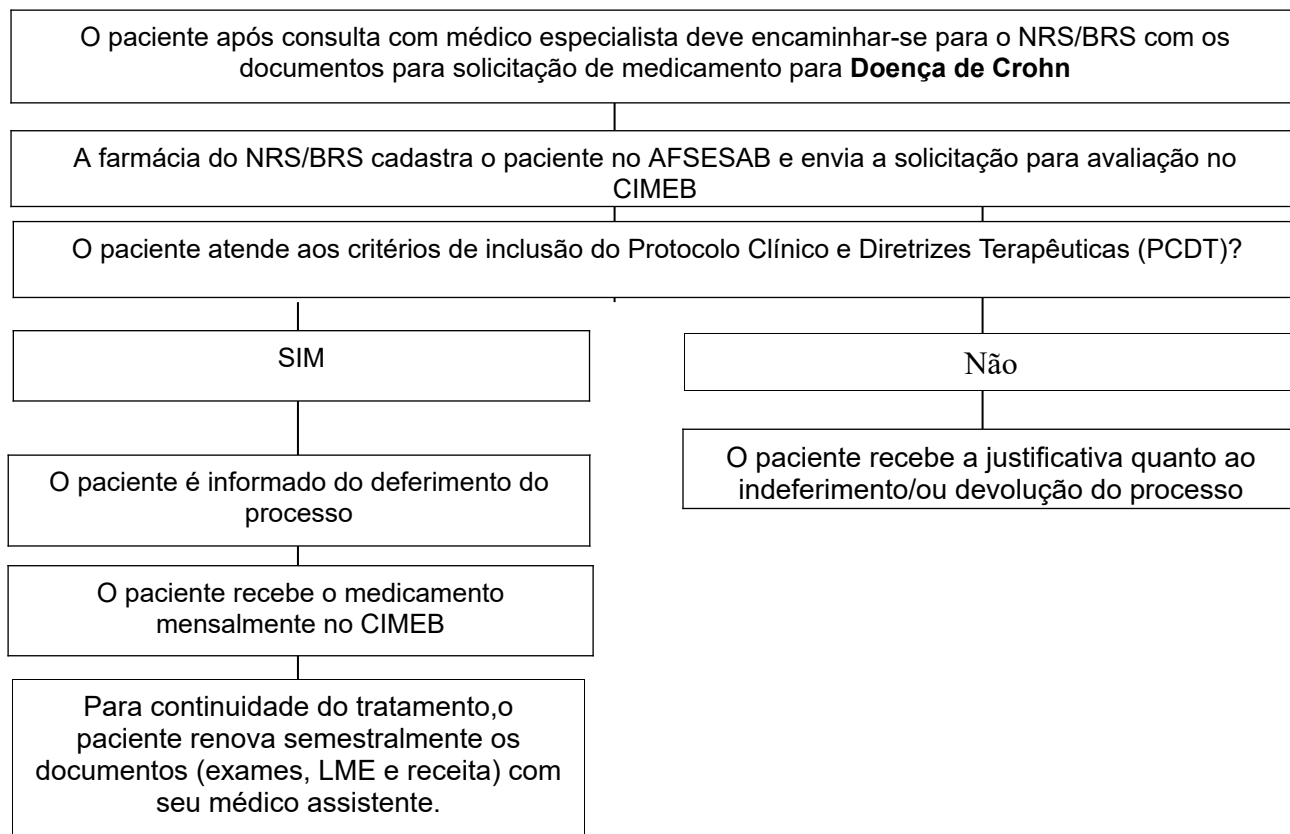 O paciente após consulta com médico especialista deve encaminhar-se para o NRS/BRS com os
documentos para solicitação de medicamento para Doença de Crohn
A farmácia do NRS/BRS cadastra o paciente no AFSESAB e envia a solicitação para avaliação no
CIMEB
O paciente atende aos critérios de inclusão do Protocolo Clínico e Diretrizes Terapêuticas (PCDT)?
SIM
Não
O paciente é informado do deferimento do
processo
O paciente recebe a justificativa quanto ao
indeferimento/ou devolução do processo
O paciente recebe o medicamento
mensalmente no CIMEB
Para continuidade do tratamento,o
paciente renova semestralmente os
documentos (exames, LME e receita) com
seu médico assistente.